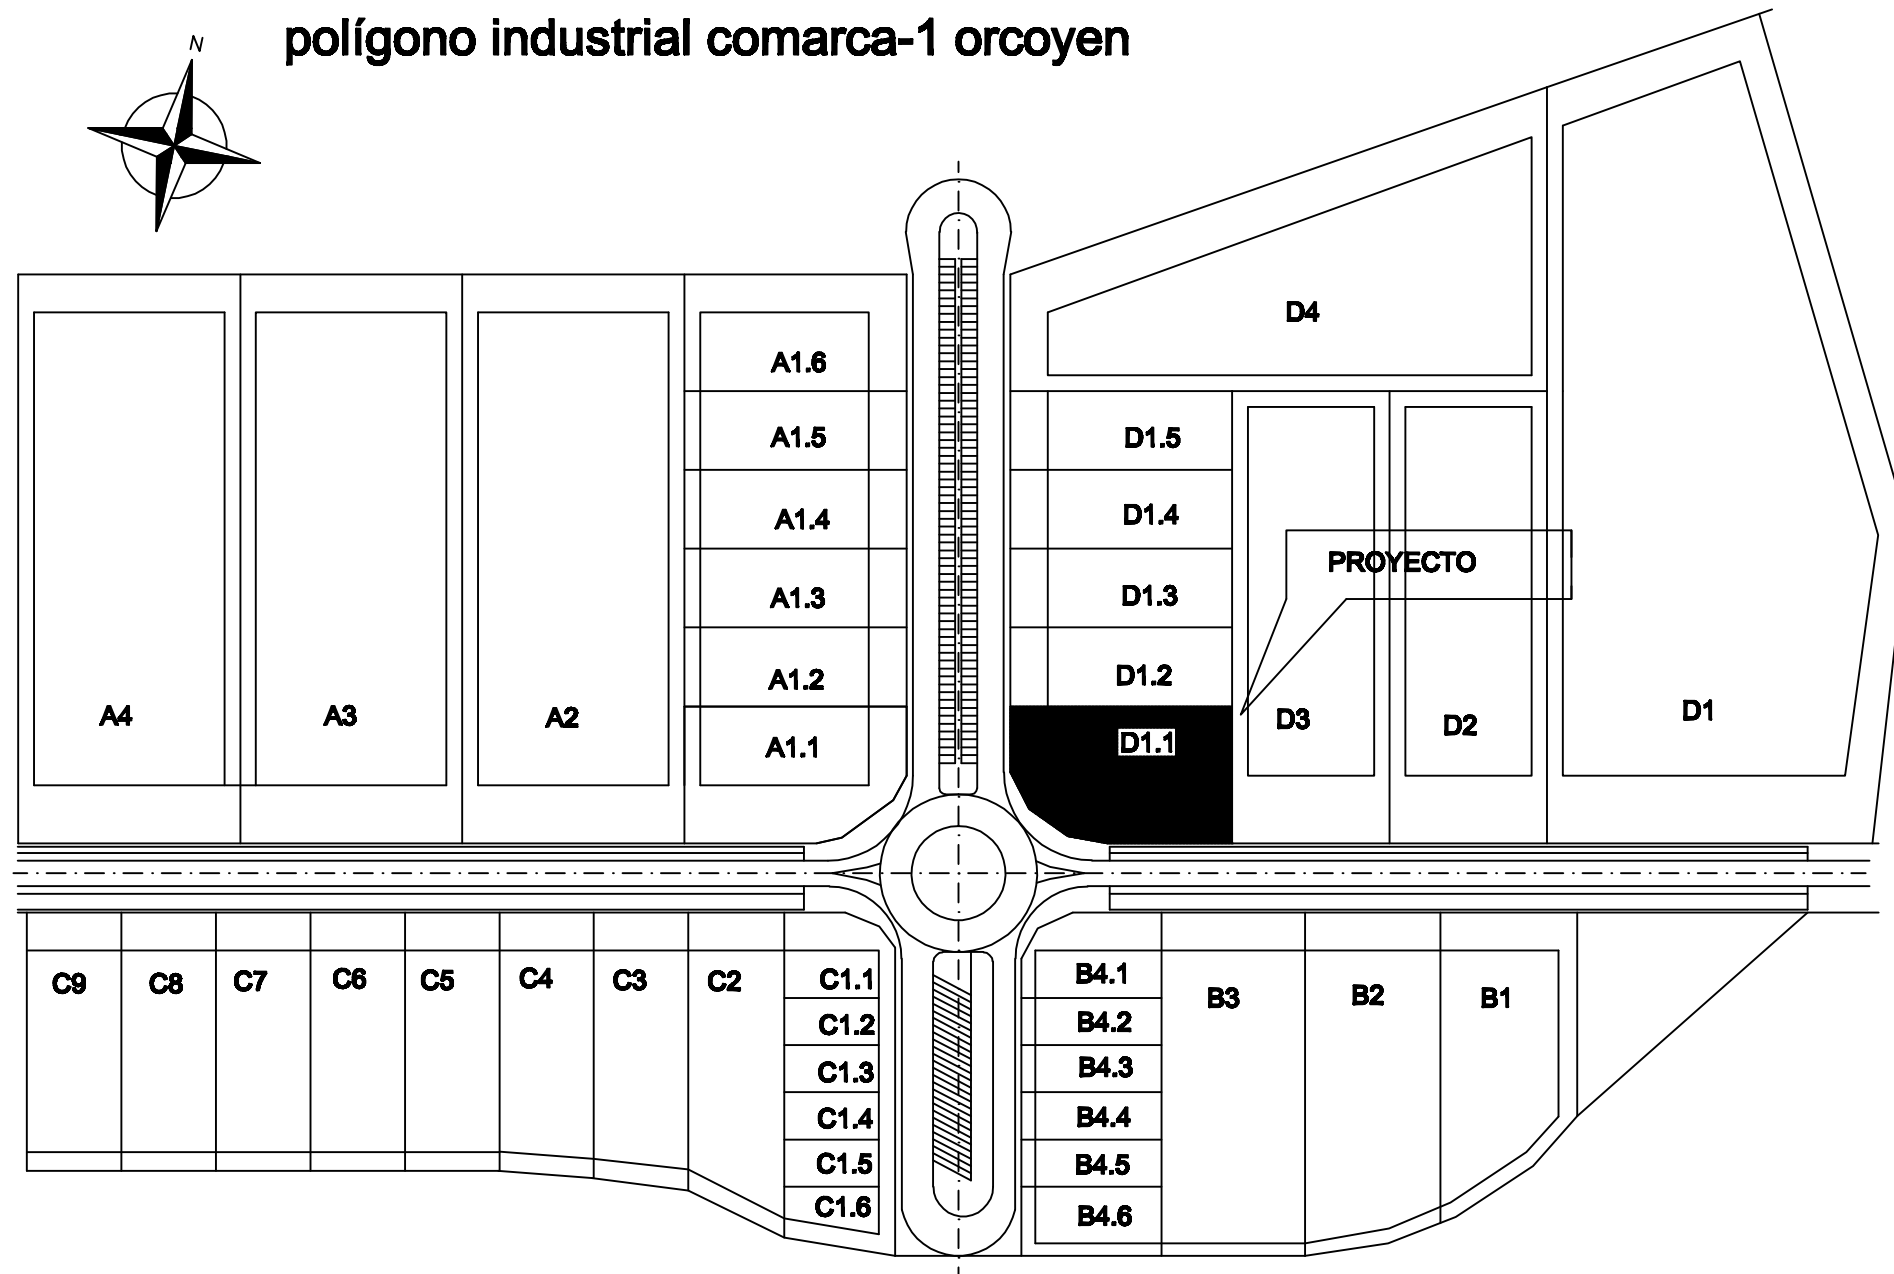 N
polígono industrial comarca-1 orcoyen
D4
A1.6
A1.5
D1.5
A1.4
D1.4
PROYECTO
A1.3
D1.3
A1.2
D1.2
A4
A3
A2
D3
D2
D1
A1.1
D1.1
C9
C8
C7
C6
C5
C4
C3
C2
C1.1
B4.1
B3
B2
B1
C1.2
B4.2
C1.3
B4.3
C1.4
B4.4
C1.5
B4.5
C1.6
B4.6